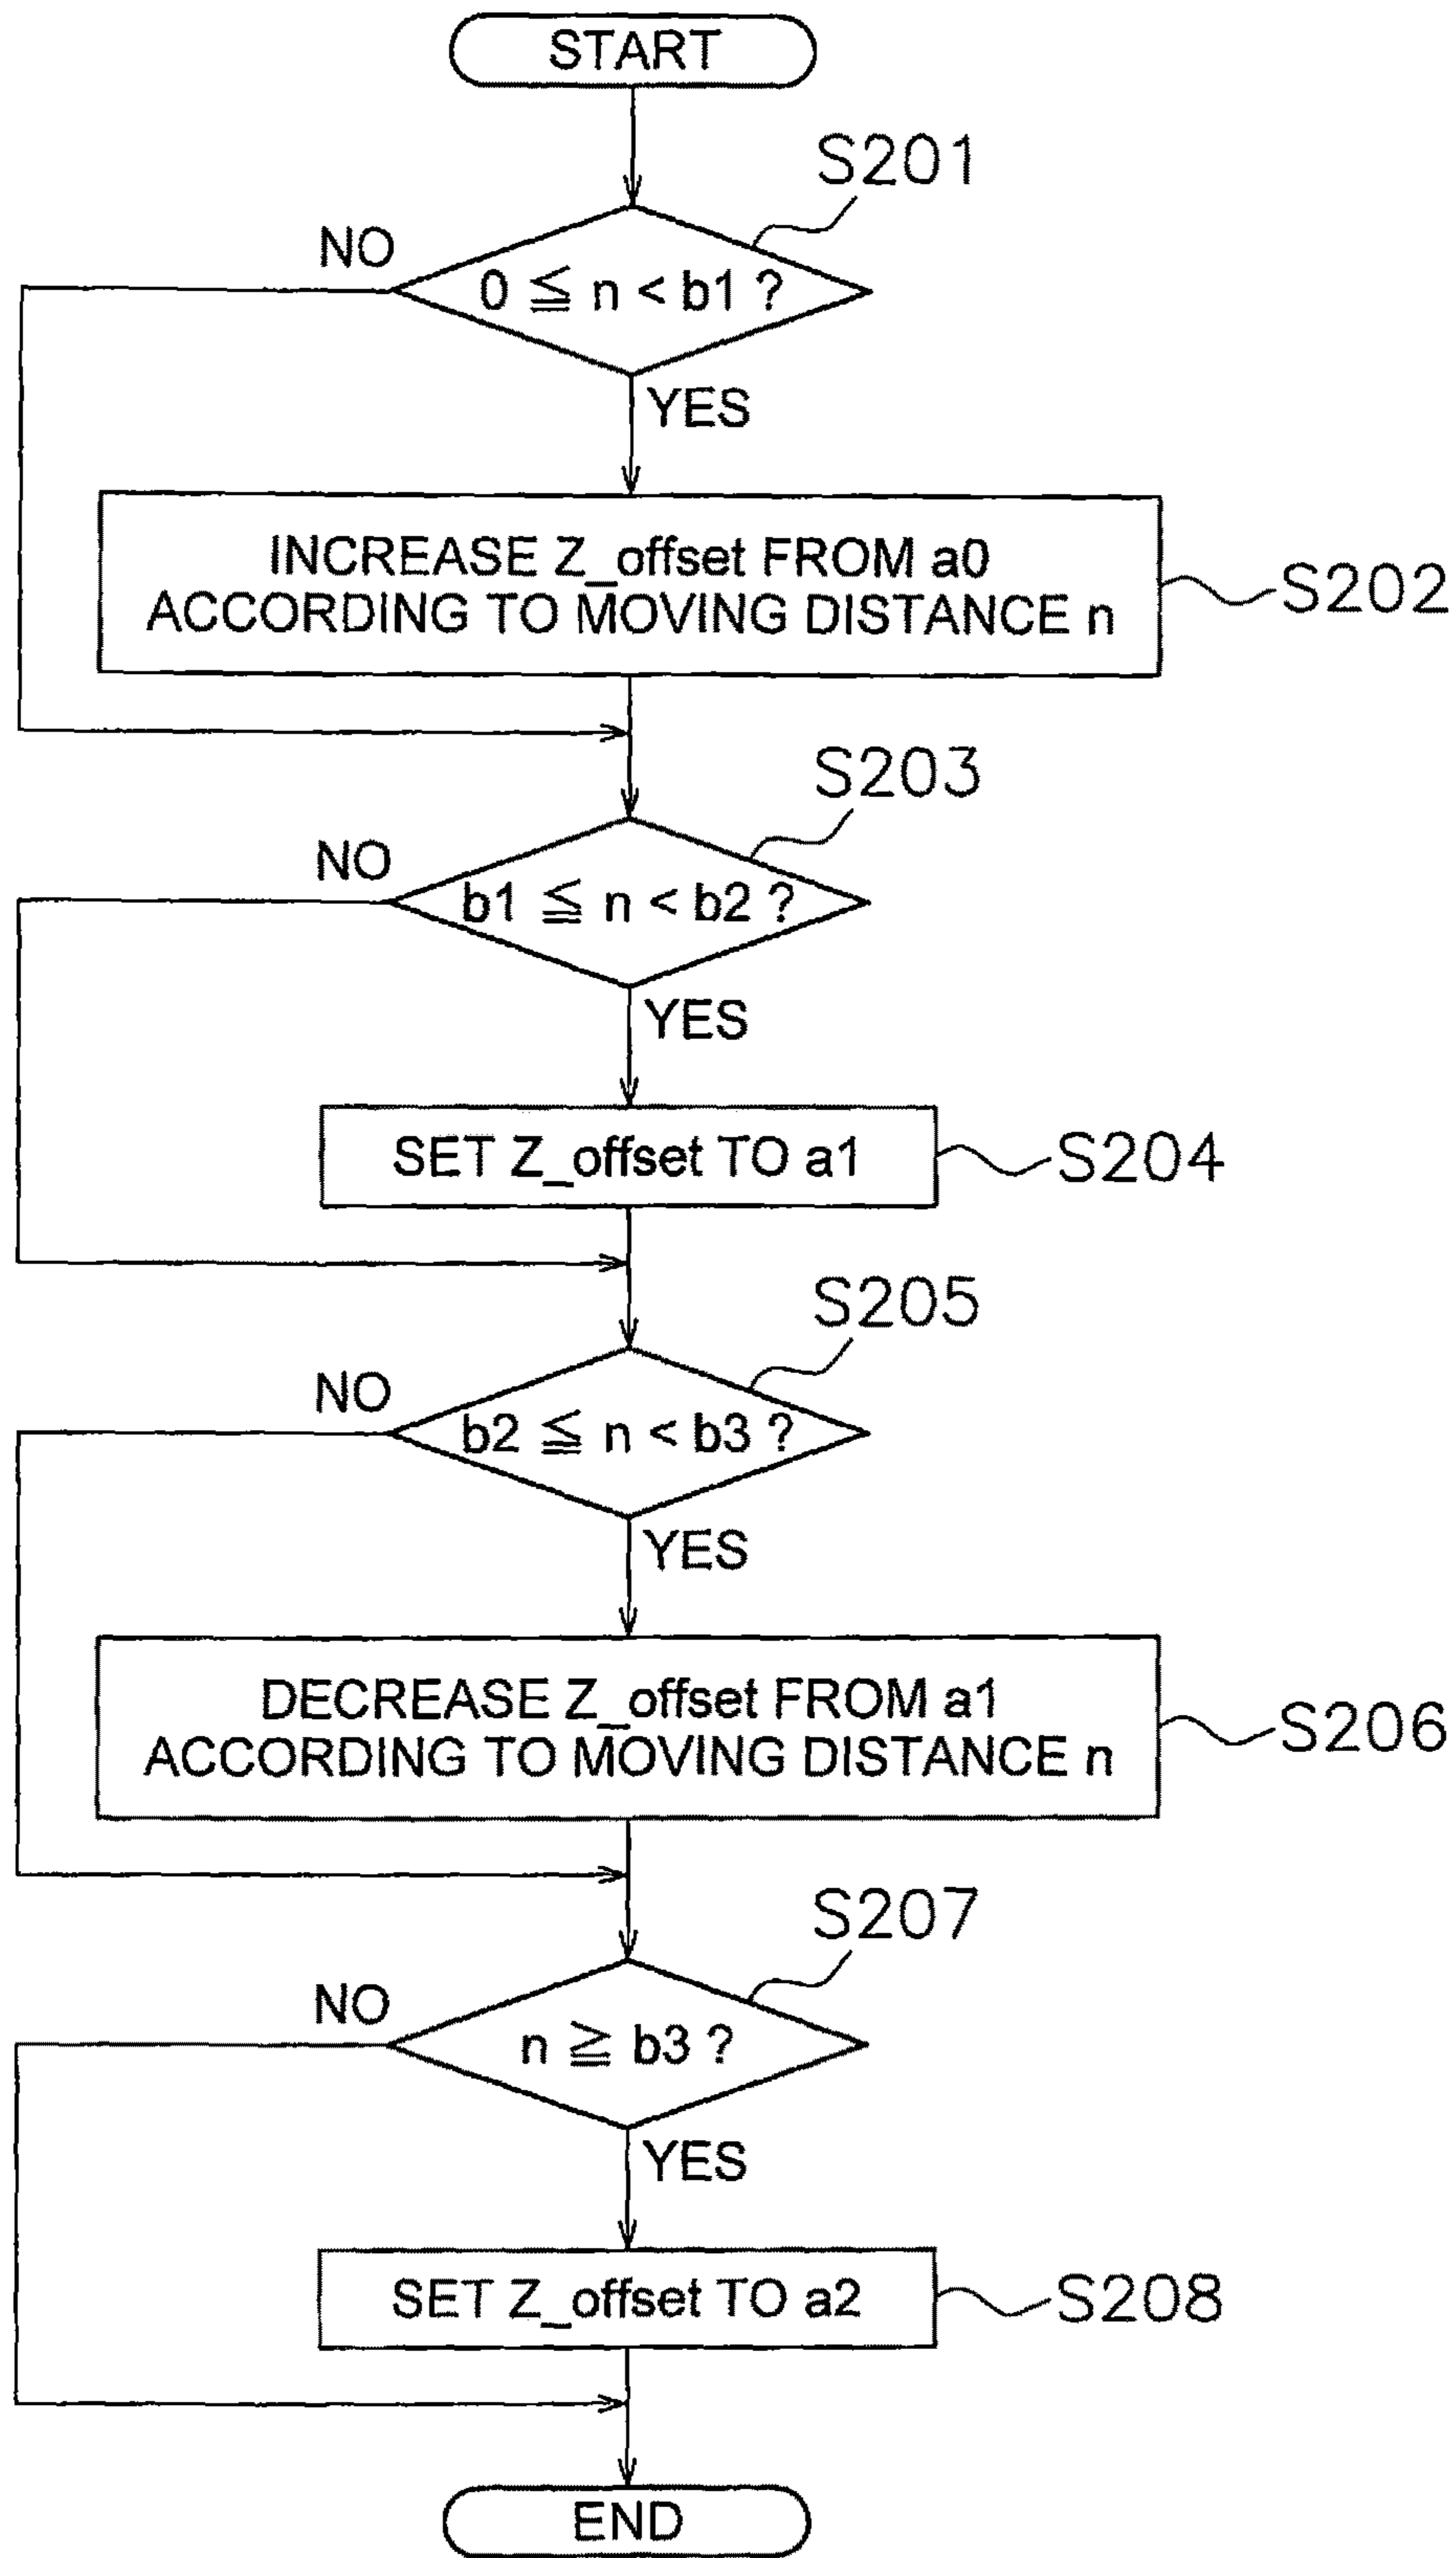 START
S201
NO
0 ≦ n < b1 ?
YES
INCREASE Z_offset FROM a0
ACCORDING TO MOVING DISTANCE n
S202
S203
NO
b1 ≦ n < b2 ?
YES
SET Z_offset TO a1
S204
S205
NO
b2 ≦ n < b3 ?
YES
DECREASE Z_offset FROM a1
ACCORDING TO MOVING DISTANCE n
S206
S207
NO
n ≧ b3 ?
YES
SET Z_offset TO a2
S208
END